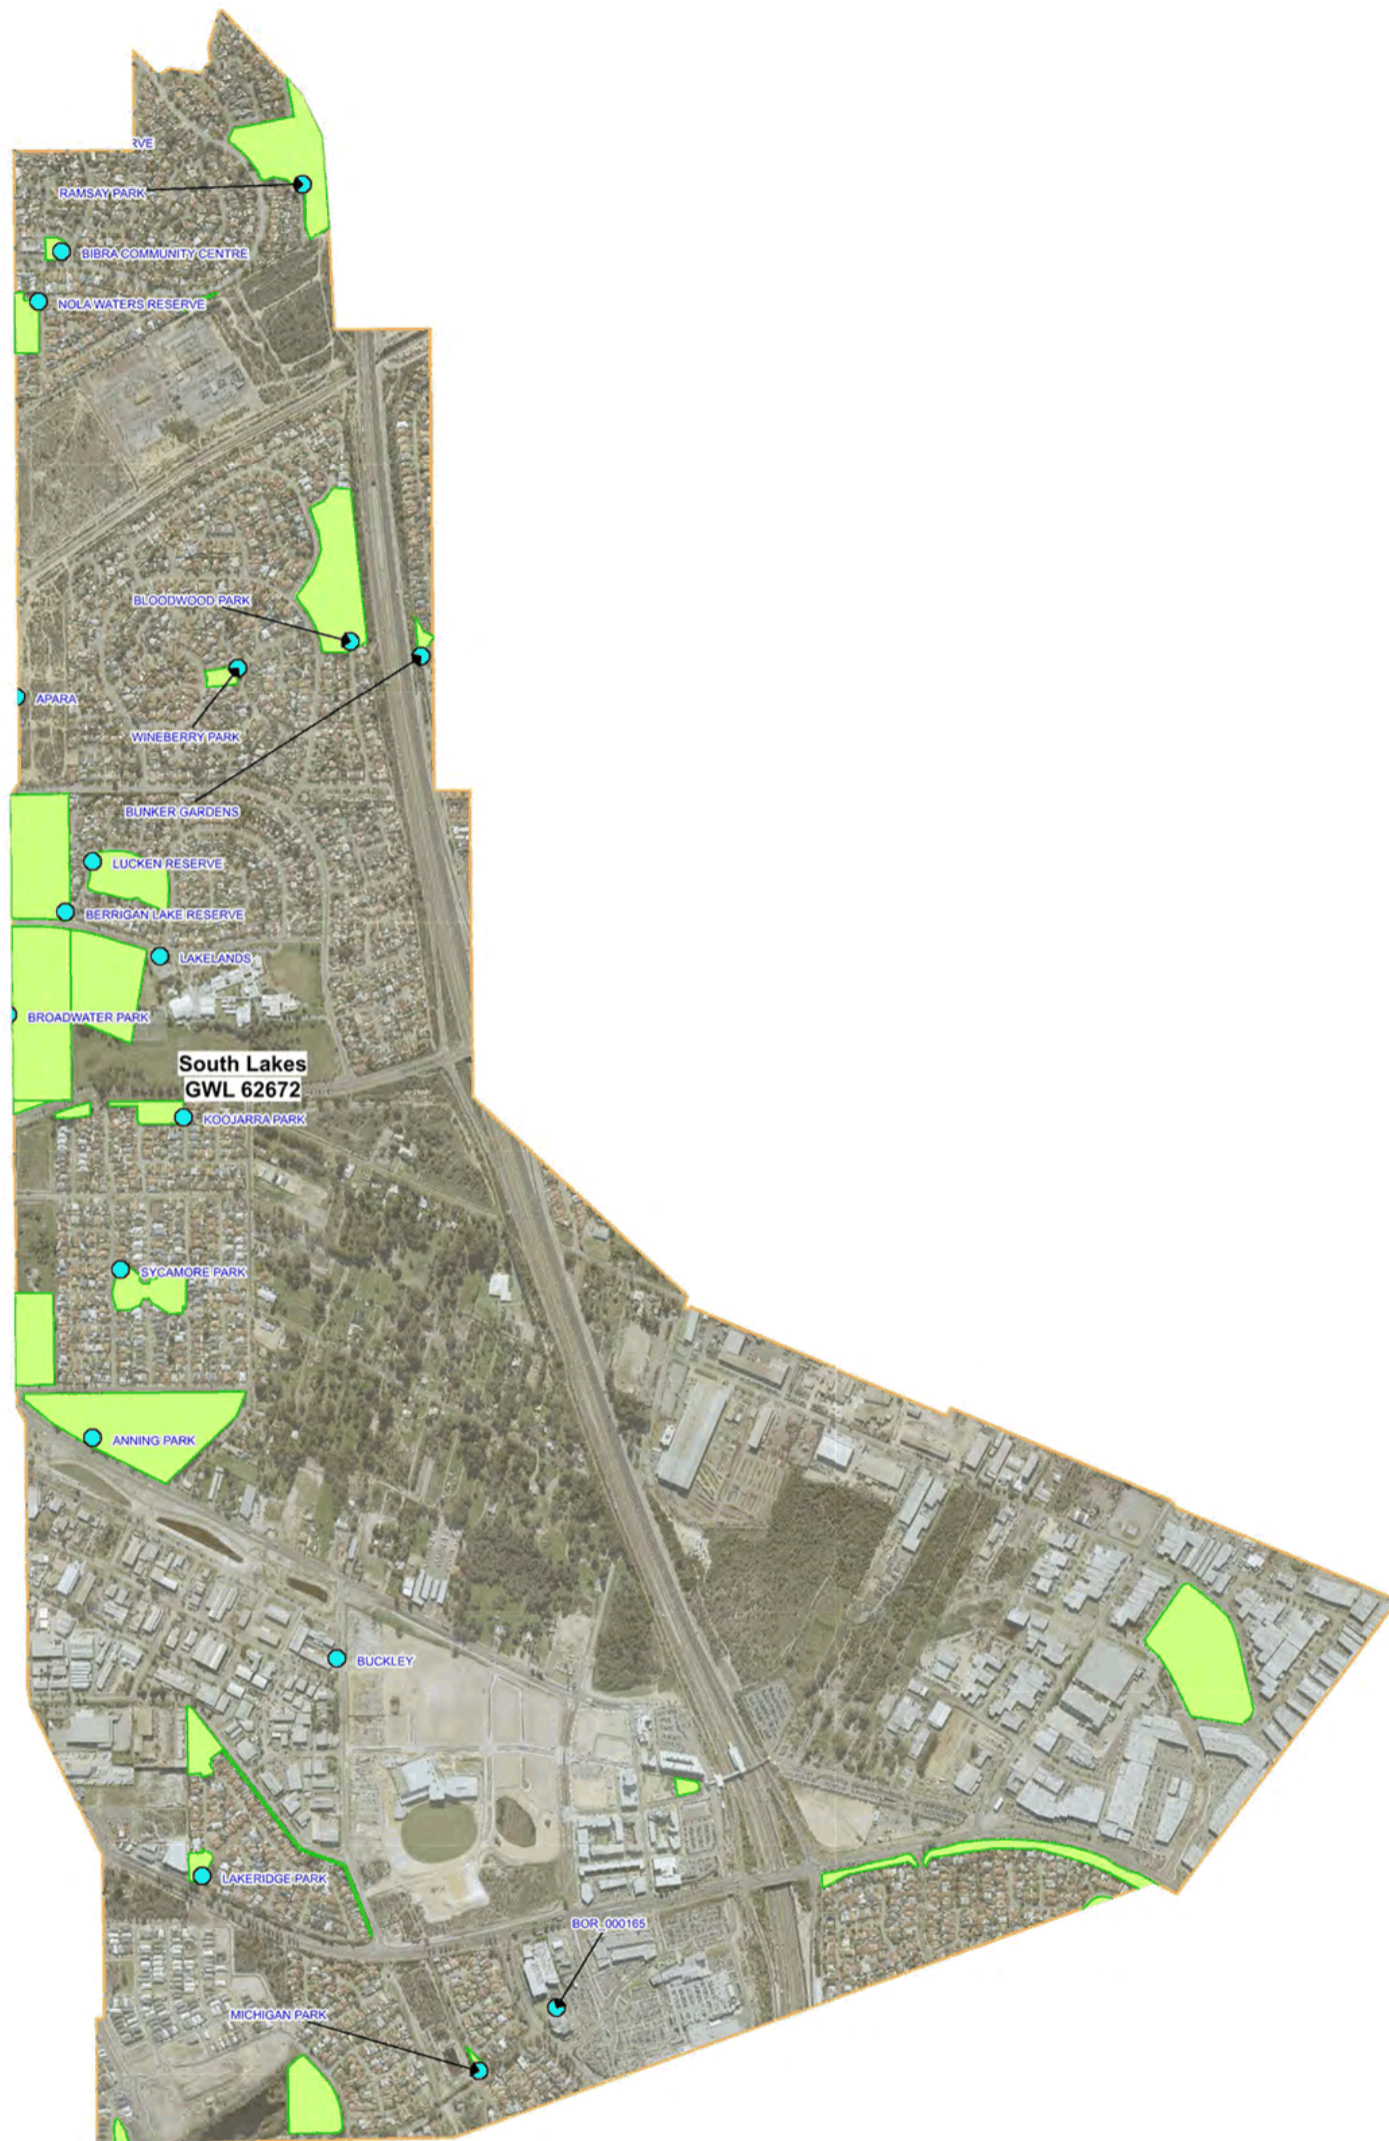 RVE
RAMSAY PARK
BIBRA COMMUNITY CENTRE
NOLA WATERS RESERVE
BLOODWOOD PARK
APARA
WINEBERRY PARK
BUNKER GARDENS
LUCKEN RESERVE
BERRIGAN LAKE RESERVE
LAKELANDS
BROADWATER PARK
South Lakes
GWL 62672
KOOJARRA PARK
SYCAMORE PARK
ANNING PARK
BUCKLEY
LAKERIDGE PARK
BOR_000165
MICHIGAN PARK